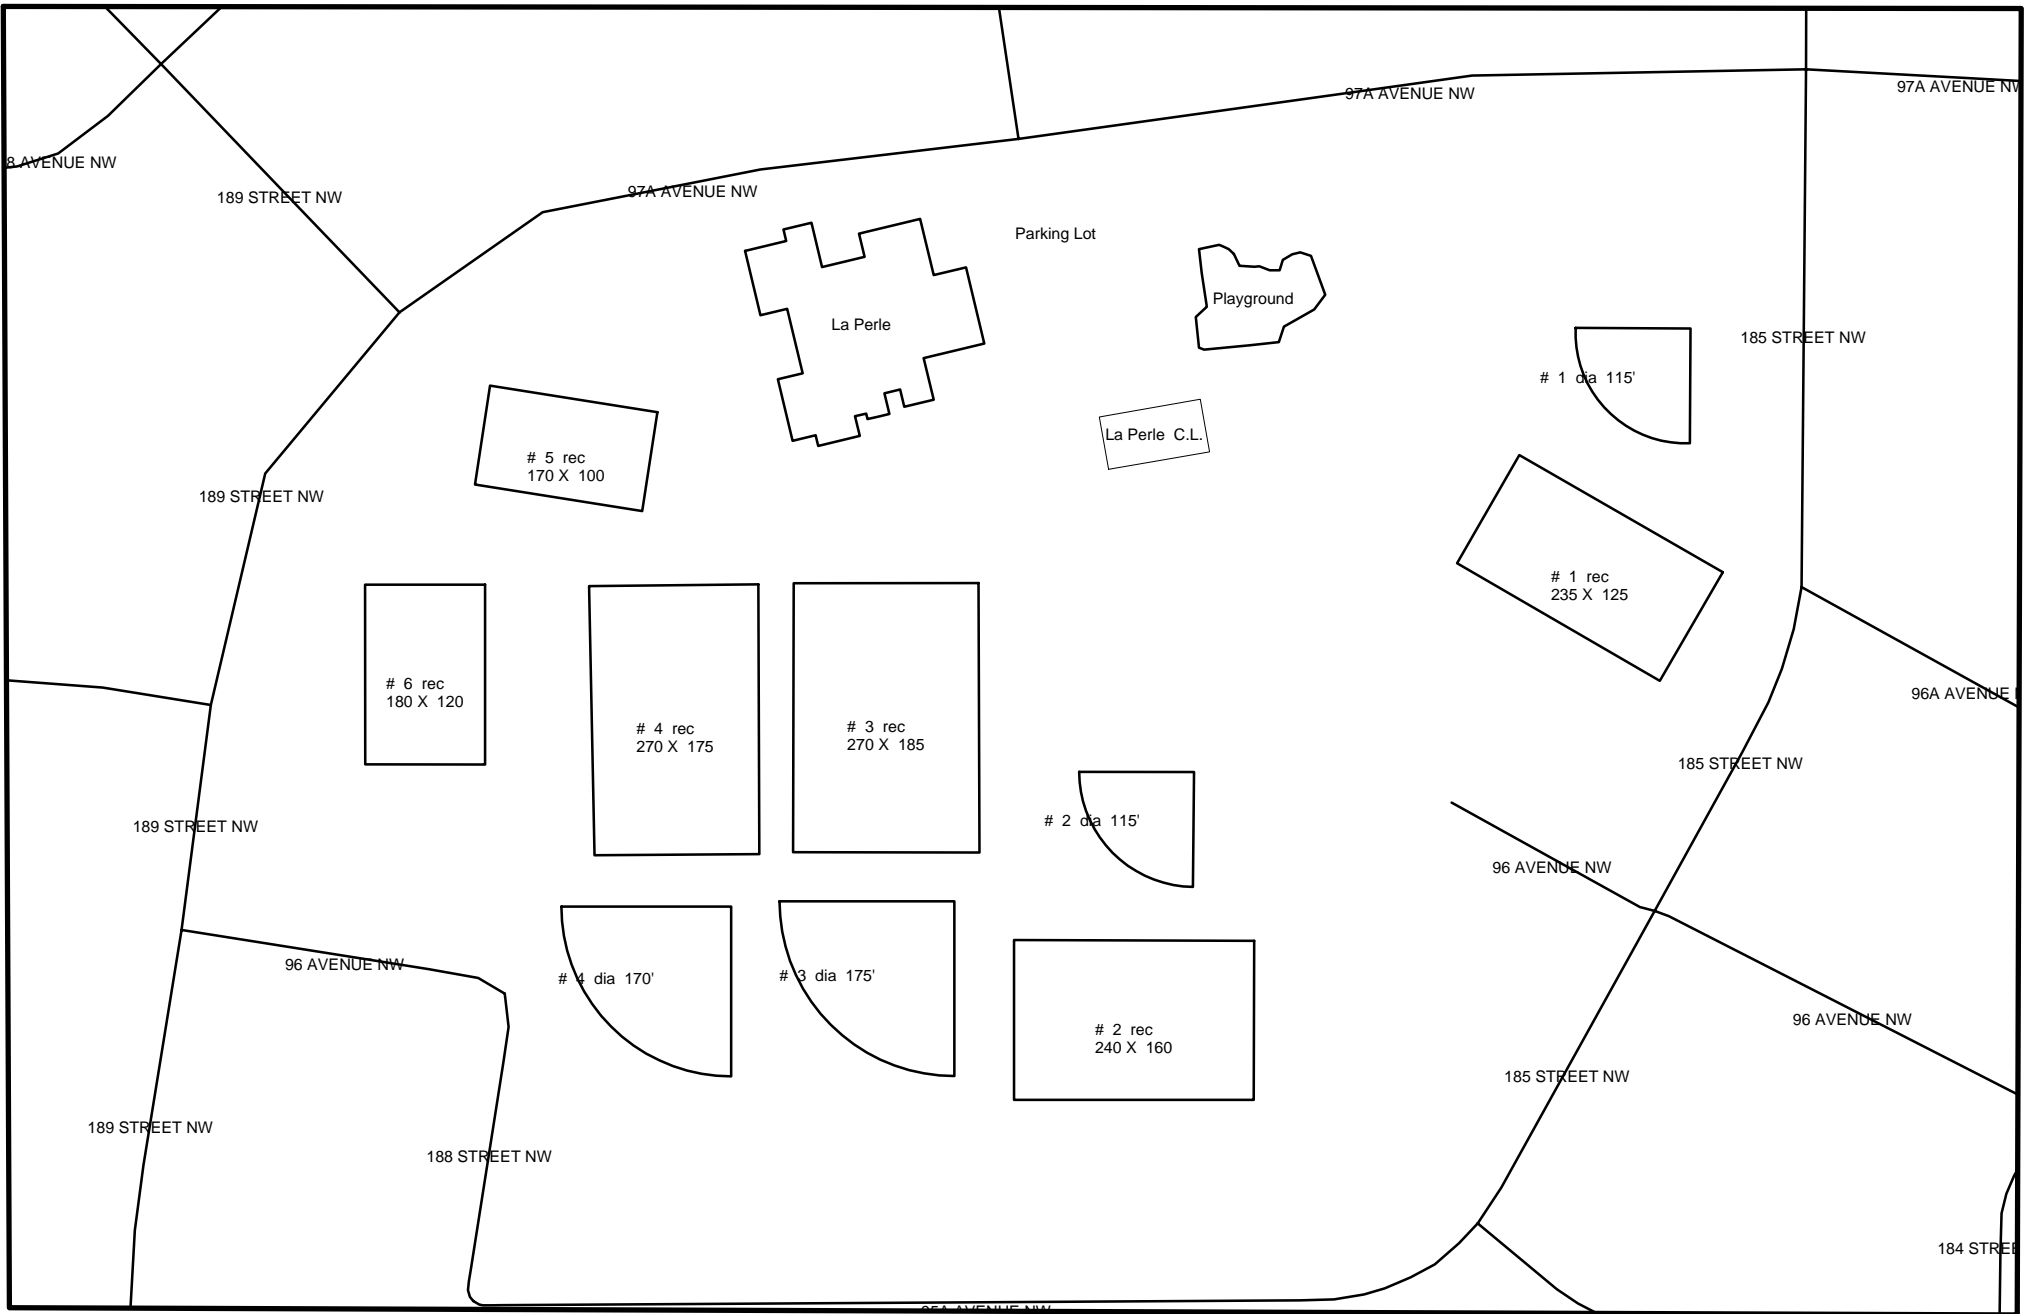 97A AVENUE NW
97A AVENUE NW
8 AVENUE NW
189 STREET NW
97A AVENUE NW
Parking Lot
Playground
La Perle
185 STREET NW
# 1 dia 115'
La Perle C.L.
# 5 rec
170 X 100
189 STREET NW
# 1 rec
235 X 125
# 6 rec
180 X 120
96A AVENUE
# 4 rec
270 X 175
# 3 rec
270 X 185
185 STREET NW
# 2 dia 115'
189 STREET NW
96 AVENUE NW
96 AVENUE NW
# 4 dia 170'
# 3 dia 175'
96 AVENUE NW
# 2 rec
240 X 160
185 STREET NW
189 STREET NW
188 STREET NW
184 STREE
95A AVENUE NW